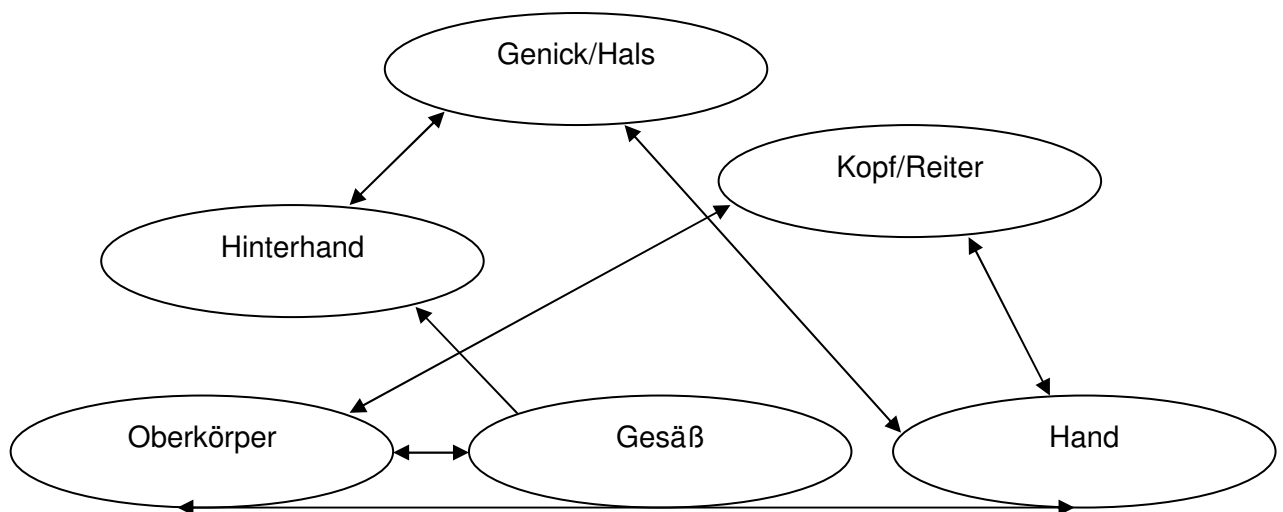 Genick/Hals
Kopf/Reiter
Hinterhand
Oberkörper
Gesäß
Hand